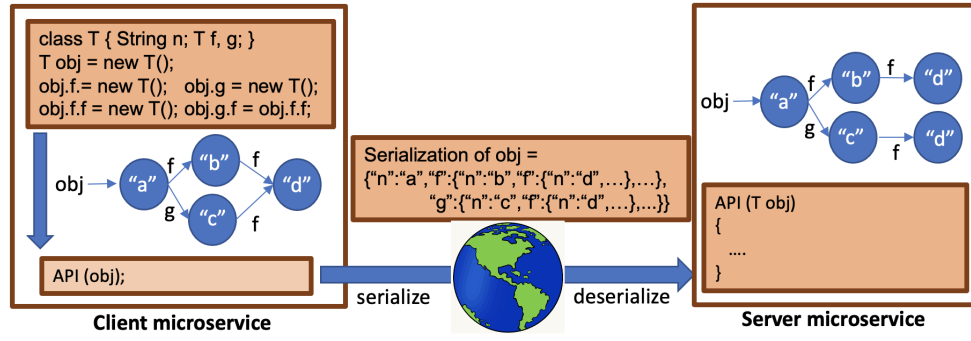 class T { String n; T f, g; }
T obj = new T();
obj.f.= new T();   obj.g = new T();
obj.f.f = new T(); obj.g.f = obj.f.f;
obj
“a”
f
“b”
f
“d”
g
“c”
f
API (obj);
Client microservice
Serialization of obj =
{“n”:“a”,“f”:{“n”:“b”,“f”:{“n”:“d”,…},…},
“g”:{“n”:“c”,“f”:{“n”:“d”,…},...}}
serialize
deserialize
obj
“a”
f
“b”
f
“d”
g
“c”
f
“d”
API (T obj)
{
....
}
Server microservice